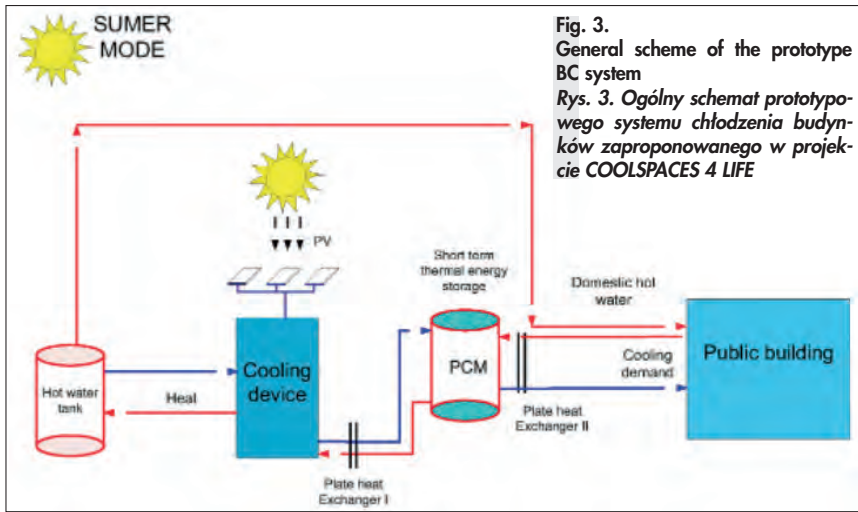 SUMER
MODE
Fig. 3.
General scheme of the prototype
BC system
Rys. 3. Ogólny schemat prototypo-
wego systemu chłodzenia budyn-
ków zaproponowanego w projek-
cie COOLSPACES 4 LIFE
PV
Short term
thermal energy
storage
Domestic hot
water
Hot water
tank
Heat
Cooling
device
PCM
Cooling
demand
Public building
Plate heat
Exchanger II
Plate heat
Exchanger I